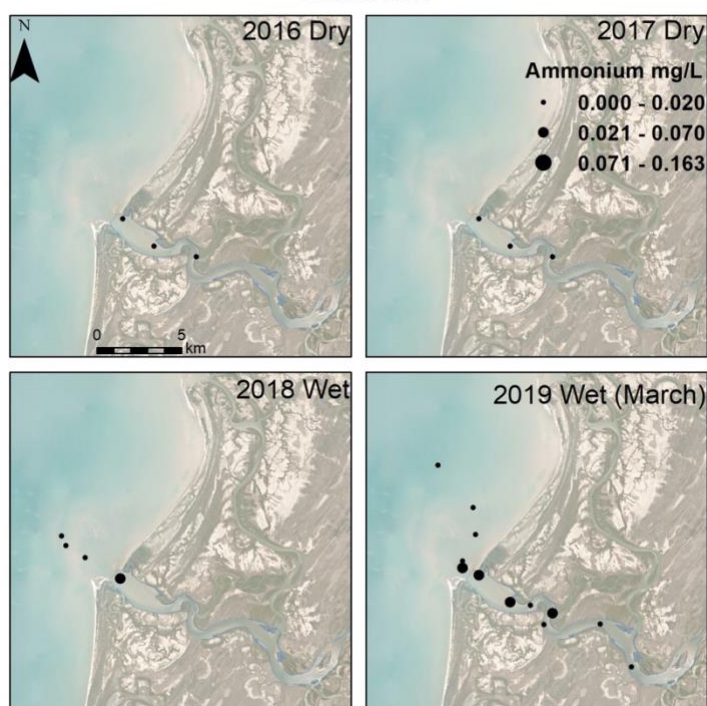 2016 Dry
N
0 5
km
2017 Dry
Ammonium mg/L
0.000 - 0.020
0.021 - 0.070
0.071 - 0.163
2018 Wet
2019 Wet (March)